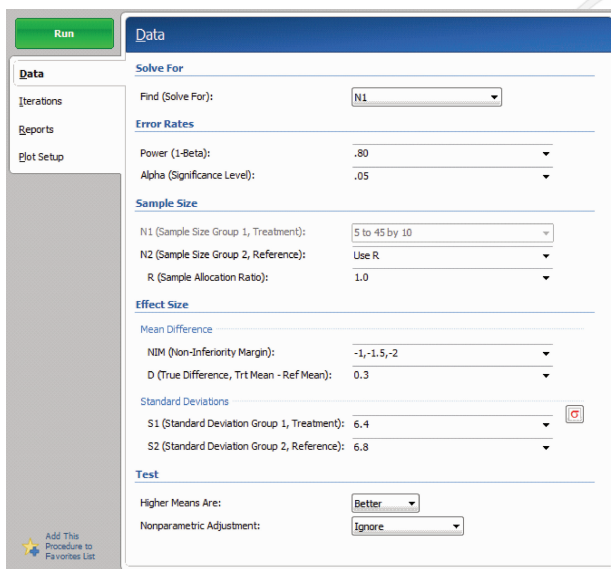 Run
Data
Iterations
Reports
Plot Setup
Add This
Procedure to
Favorites List
Data
Solve For
Find (Solve For): N1
Error Rates
Power (1-Beta): .80
Alpha (Significance Level): .05
Sample Size
N1 (Sample Size Group 1, Treatment): 5 to 45 by 10
N2 (Sample Size Group 2, Reference): Use R
R (Sample Allocation Ratio): 1.0
Effect Size
Mean Difference
NIM (Non-Inferiority Margin): -1,-1.5,-2
D (True Difference, Trt Mean - Ref Mean): 0.3
Standard Deviations
σ
S1 (Standard Deviation Group 1, Treatment): 6.4
S2 (Standard Deviation Group 2, Reference): 6.8
Test
Higher Means Are: Better
Nonparametric Adjustment: Ignore